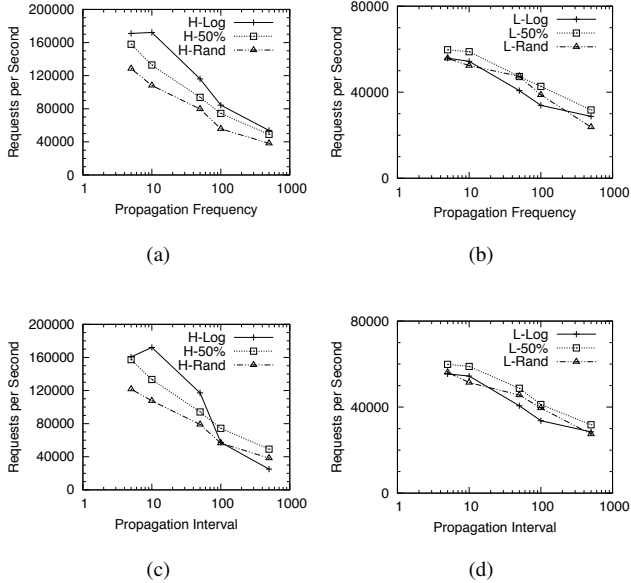 Requests per Second
200000
160000
120000
80000
40000
0
1
10
100
1000
H-Log
H-50%
H-Rand
Propagation Frequency
(a)
Requests per Second
80000
40000
0
1
10
100
1000
L-Log
L-50%
L-Rand
Propagation Frequency
(b)
Requests per Second
200000
160000
120000
80000
40000
0
1
10
100
1000
H-Log
H-50%
H-Rand
Propagation Interval
(c)
Requests per Second
80000
40000
0
1
10
100
1000
L-Log
L-50%
L-Rand
Propagation Interval
(d)